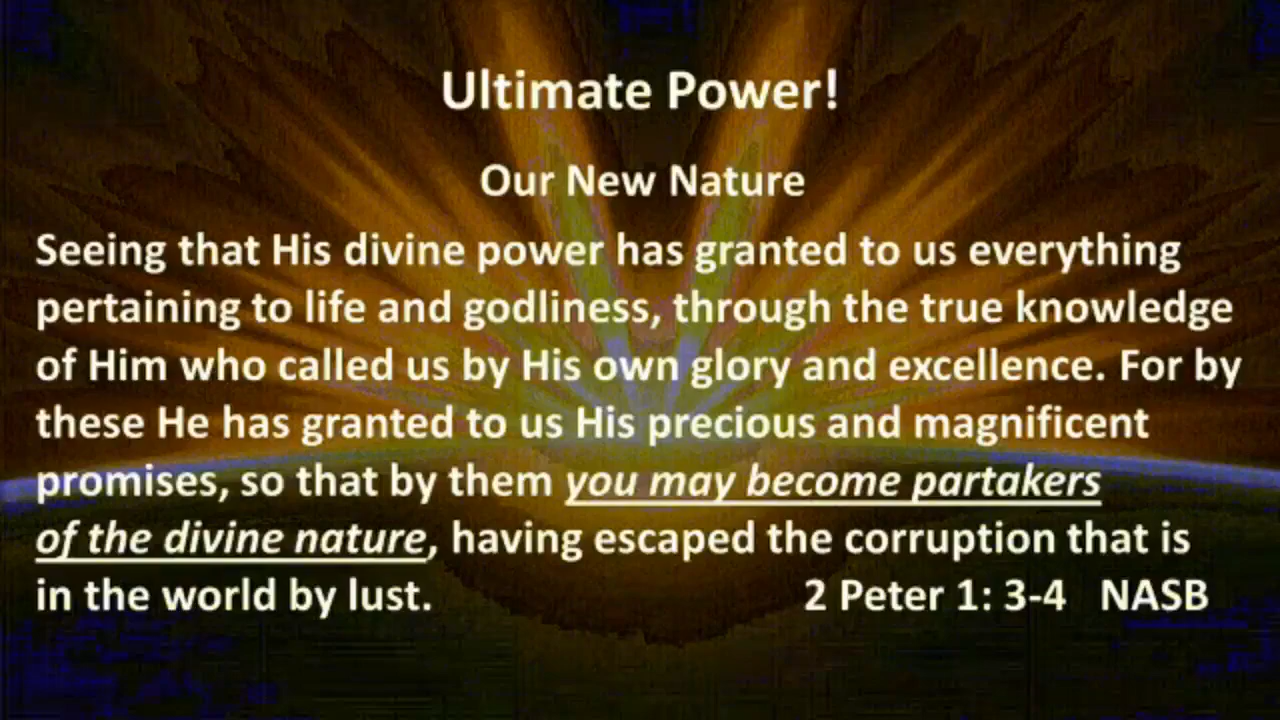 Ultimate Power!
Our New Nature
Seeing that His divine power has granted to us everything
pertaining to life and godliness, through the true knowledge
of Him who called us by His own glory and excellence. For by
these He has granted to us His precious and magnificent
promises, so that by them you may become partakers
of the divine nature, having escaped the corruption that is
in the world by lust. 2 Peter 1: 3-4 NASB